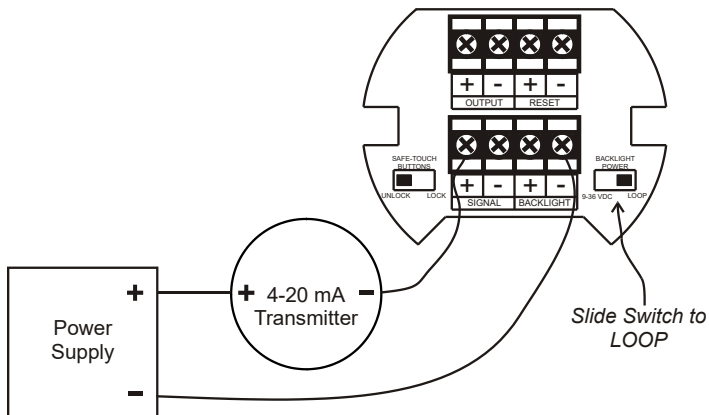 + - + -
OUTPUT RESET
SAFE-TOUCH
BUTTONS
UNLOCK LOCK
+ - + -
SIGNAL BACKLIGHT
BACKLIGHT
POWER
9-36 VDC LOOP
+ 4-20 mA -
Transmitter
+
Power
Supply
-
Slide Switch to
LOOP